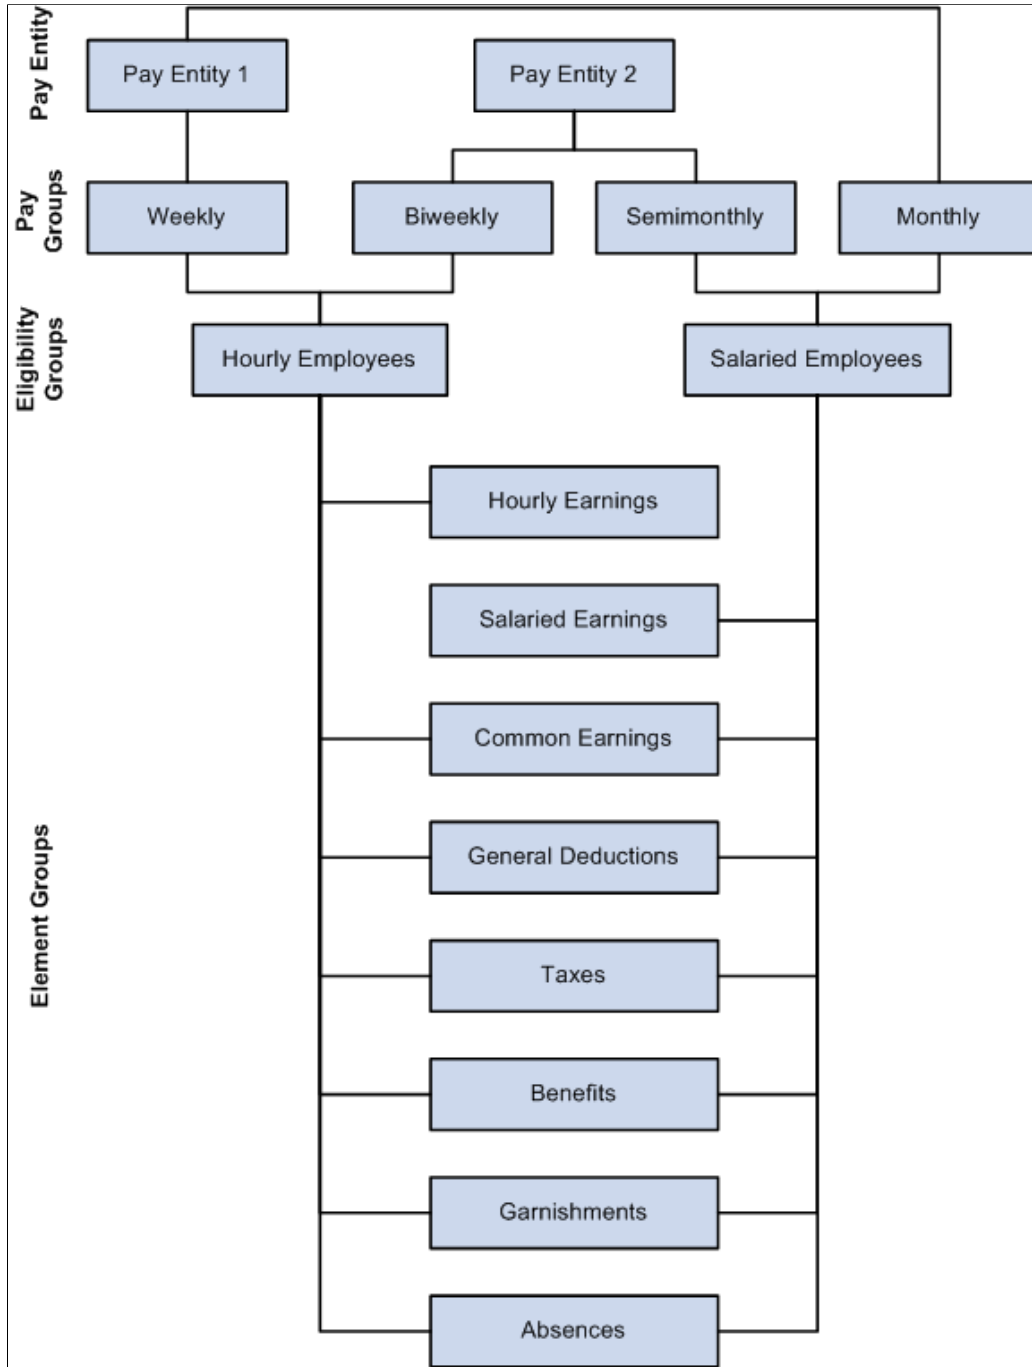 Pay Entity
Pay Entity 1
Pay Entity 2
Pay
Groups
Weekly
Biweekly
Semimonthly
Monthly
Eligibility
Groups
Hourly Employees
Salaried Employees
Element Groups
Hourly Earnings
Salaried Earnings
Common Earnings
General Deductions
Taxes
Benefits
Garnishments
Absences